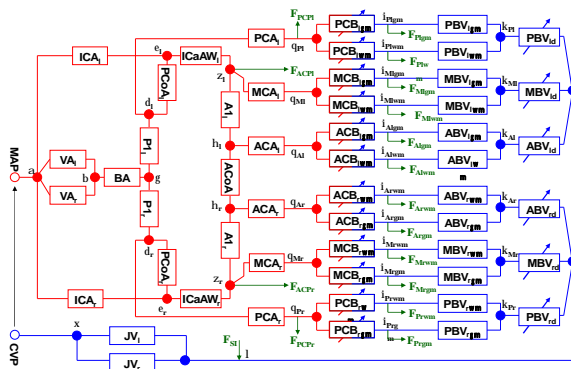 PCA_l
F_PCPl
q_Pl
PCB_lgm
i_Plgm
F_Plgm
PBV_lgm
k_Pl
PBV_ld
PCB_lwm
i_Plwm
F_Plw
PBV_lwm
ICA_l
e_l
ICaAW_l
z_l
F_ACPl
PCoA_l
d_l
MCA_l
q_Ml
MCB_lgm
i_Mlgm
m
F_Mlgm
MBV_lgm
k_Ml
MBV_ld
MCB_lwm
i_Mlwm
F_Mlwm
MBV_lwm
A1_l
P1_l
h_l
ACA_l
q_Al
ACB_lgm
i_Algm
F_Algm
ABV_lgm
k_Al
ABV_ld
ACB_lwm
i_Alwm
F_Alwm
ABV_lw
m
MAP
a
VA_l
VA_r
b
BA
g
ACoA
P1_r
h_r
ACA_r
q_Ar
ACB_rwm
i_Arwm
F_Arwm
ABV_rwm
k_Ar
ABV_rd
ACB_rgm
i_Argm
F_Argm
ABV_rgm
A1_r
d_r
PCoA_r
MCA_r
q_Mr
MCB_rwm
i_Mrwm
F_Mrwm
MBV_rwm
k_Mr
MBV_rd
MCB_rgm
i_Mrgm
F_Mrgm
MBV_rgm
z_r
F_ACPr
ICA_r
e_r
ICaAW_r
PCA_r
q_Pr
F_PCPr
PCB_rw
i_Prwm
F_Prwm
PBV_rwm
k_Pr
PBV_rd
PCB_rgm
i_Prg
m
F_Prgm
PBV_rgm
CVP
x
JV_l
JV_r
F_SI
l